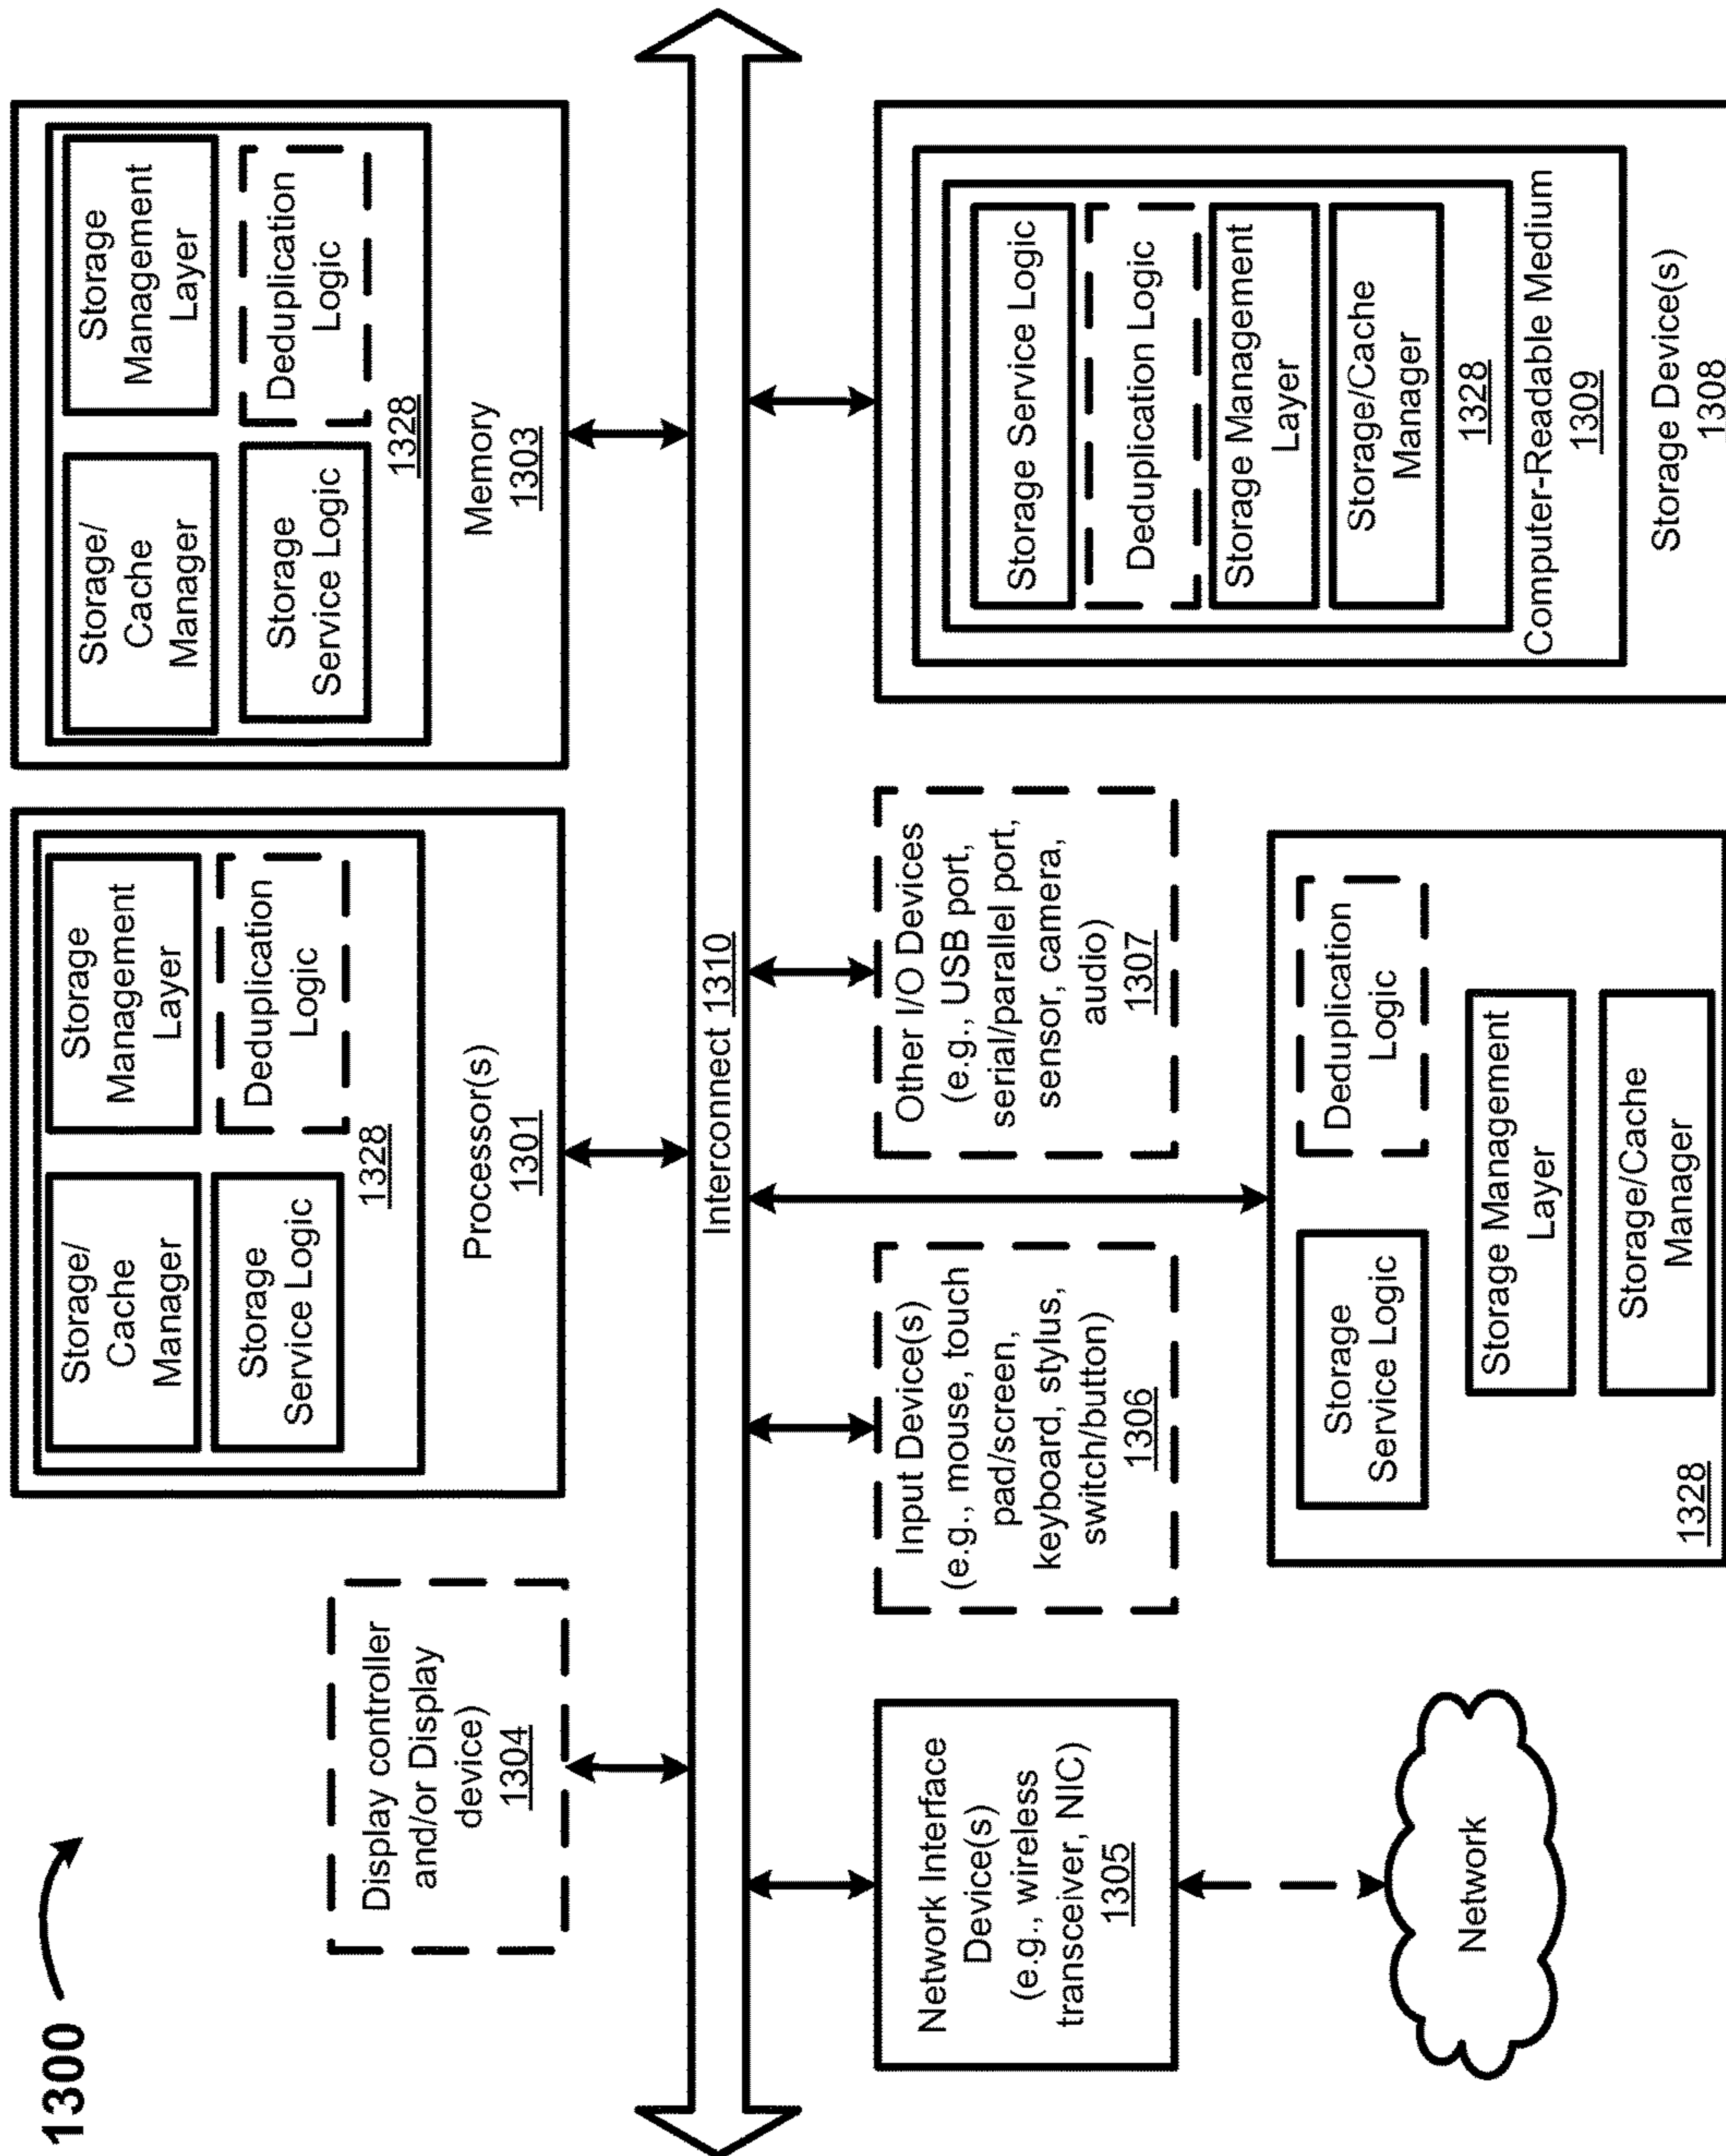 1300
Display controller
and/or Display
device)
1304
Storage/
Cache
Manager
Storage
Management
Layer
Storage
Service Logic
Deduplication
Logic
1328
Processor(s)
1301
Storage/
Cache
Manager
Storage
Management
Layer
Storage
Service Logic
Deduplication
Logic
1328
Memory
1303
Interconnect 1310
Network Interface
Device(s)
(e.g., wireless
transceiver, NIC)
1305
Network
Input Device(s)
(e.g., mouse, touch
pad/screen,
keyboard, stylus,
switch/button)
1306
Other I/O Devices
(e.g., USB port,
serial/parallel port,
sensor, camera,
audio)
1307
Storage
Service Logic
Deduplication
Logic
Storage Management
Layer
Storage/Cache
Manager
1328
Storage Service Logic
Deduplication Logic
Storage Management
Layer
Storage/Cache
Manager
1328
Computer-Readable Medium
1309
Storage Device(s)
1308